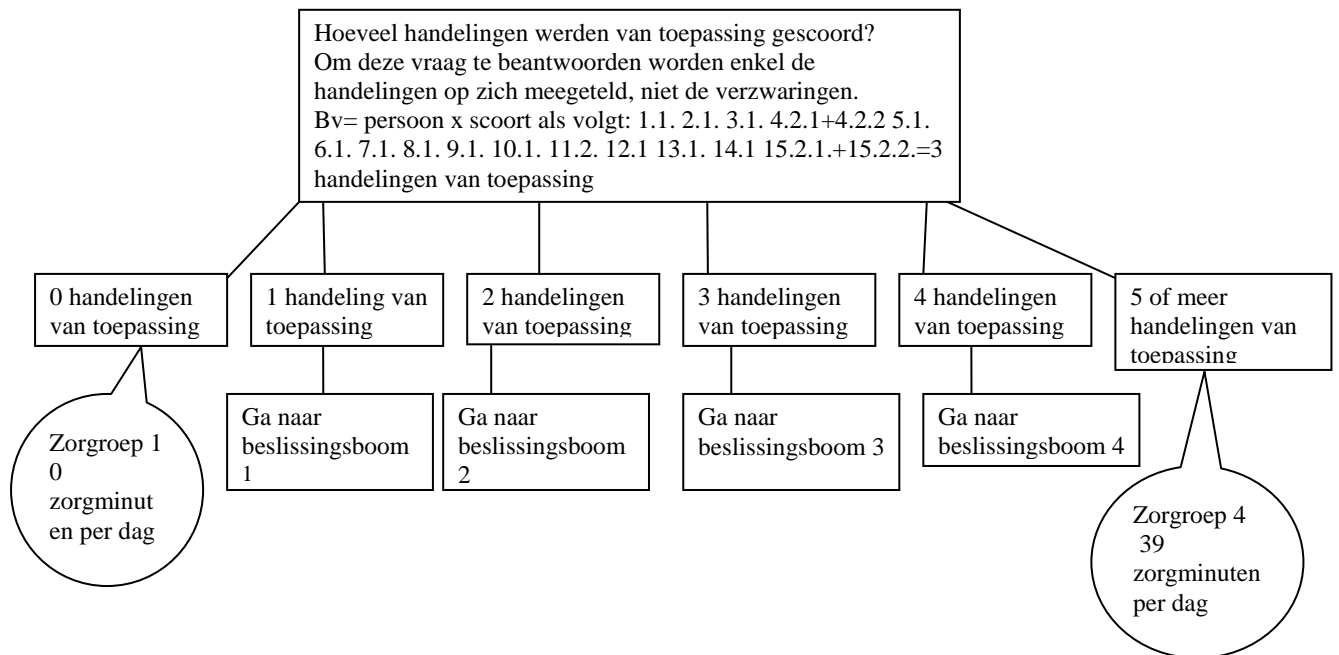 Hoeveel handelingen werden van toepassing gescoord?
Om deze vraag te beantwoorden worden enkel de
handelingen op zich meegeteld, niet de verzwaringen.
Bv= persoon x scoort als volgt: 1.1. 2.1. 3.1. 4.2.1+4.2.2 5.1.
6.1. 7.1. 8.1. 9.1. 10.1. 11.2. 12.1 13.1. 14.1 15.2.1.+15.2.2.=3
handelingen van toepassing
0 handelingen
van toepassing
1 handeling van
toepassing
2 handelingen
van toepassing
3 handelingen
van toepassing
4 handelingen
van toepassing
5 of meer
handelingen van
toepassing
Zorgroep 1
0
zorgminut
en per dag
Ga naar
beslissingsboom
1
Ga naar
beslissingsboom
2
Ga naar
beslissingsboom 3
Ga naar
beslissingsboom 4
Zorgroep 4
39
zorgminuten
per dag